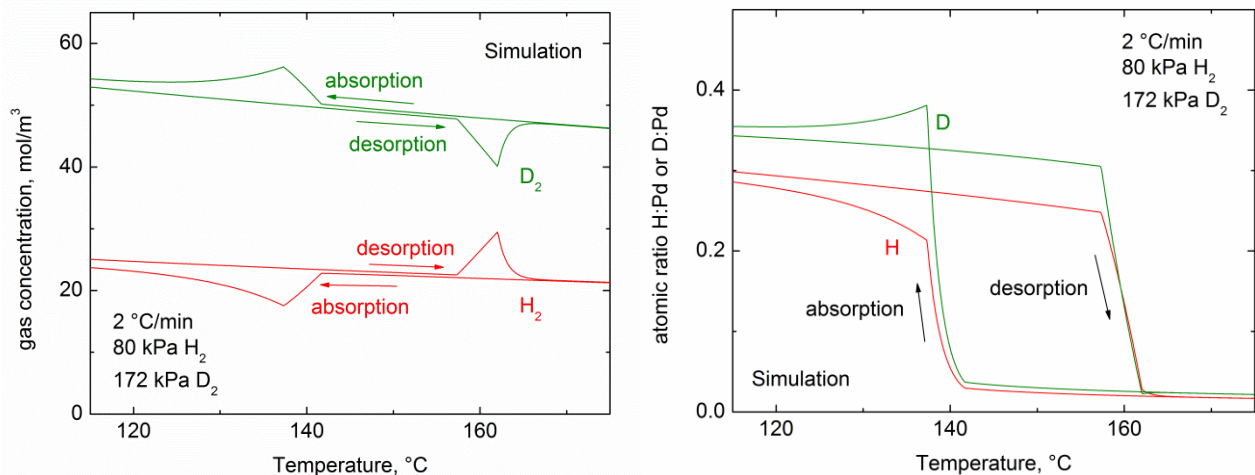 60
40
20
0
gas concentration, mol/m³
Simulation
absorption
desorption
D₂
desorption
absorption
H₂
2 °C/min
80 kPa H₂
172 kPa D₂
120
140
160
Temperature, °C
0.4
0.2
0.0
atomic ratio H:Pd or D:Pd
2 °C/min
80 kPa H₂
172 kPa D₂
D
H
absorption
desorption
Simulation
120
140
160
Temperature, °C